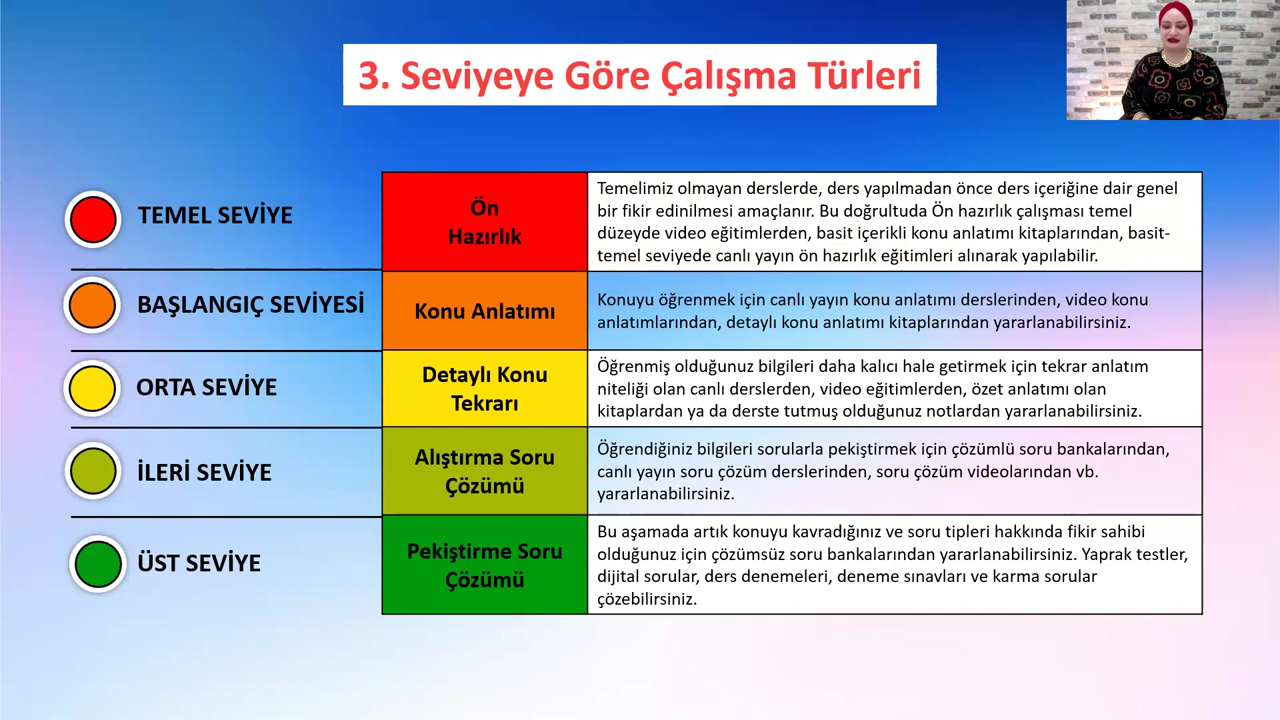 3. Seviyeye Göre Çalışma Türleri
TEMEL SEVİYE
Ön
Hazırlık
Temelimiz olmayan derslerde, ders yapılmadan önce ders içeriğine dair genel
bir fikir edinilmesi amaçlanır. Bu doğrultuda Ön hazırlık çalışması temel
düzeyde video eğitimlerden, basit içerikli konu anlatımı kitaplarından, basit-
temel seviyede canlı yayın ön hazırlık eğitimleri alınarak yapılabilir.
BAŞLANGIÇ SEVİYESİ
Konu Anlatımı
Konuyu öğrenmek için canlı yayın konu anlatımı derslerinden, video konu
anlatımlarından, detaylı konu anlatımı kitaplarından yararlanabilirsiniz.
ORTA SEVİYE
Detaylı Konu
Tekrarı
Öğrenmiş olduğunuz bilgileri daha kalıcı hale getirmek için tekrar anlatım
niteliği olan canlı derslerden, video eğitimlerden, özet anlatımı olan
kitaplardan ya da derste tutmuş olduğunuz notlardan yararlanabilirsiniz.
İLERİ SEVİYE
Alıştırma Soru
Çözümü
Öğrendiğiniz bilgileri sorularla pekiştirmek için çözümlü soru bankalarından,
canlı yayın soru çözüm derslerinden, soru çözüm videolarından vb.
yararlanabilirsiniz.
ÜST SEVİYE
Pekiştirme Soru
Çözümü
Bu aşamada artık konuyu kavradığınız ve soru tipleri hakkında fikir sahibi
olduğunuz için çözümsüz soru bankalarından yararlanabilirsiniz. Yaprak testler,
dijital sorular, ders denemeleri, deneme sınavları ve karma sorular
çözebilirsiniz.